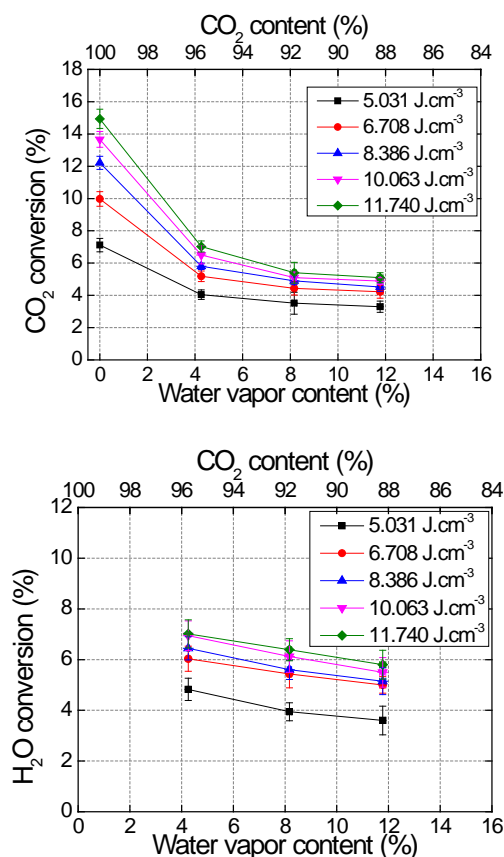 CO₂ content (%)
100 98 96 94 92 90 88 86 84
18
16
14
12
10
8
6
4
2
0
CO₂ conversion (%)
5.031 J.cm⁻³
6.708 J.cm⁻³
8.386 J.cm⁻³
10.063 J.cm⁻³
11.740 J.cm⁻³
0 2 4 6 8 10 12 14 16
Water vapor content (%)
CO₂ content (%)
100 98 96 94 92 90 88 86 84
12
10
8
6
4
2
0
H₂O conversion (%)
5.031 J.cm⁻³
6.708 J.cm⁻³
8.386 J.cm⁻³
10.063 J.cm⁻³
11.740 J.cm⁻³
0 2 4 6 8 10 12 14 16
Water vapor content (%)